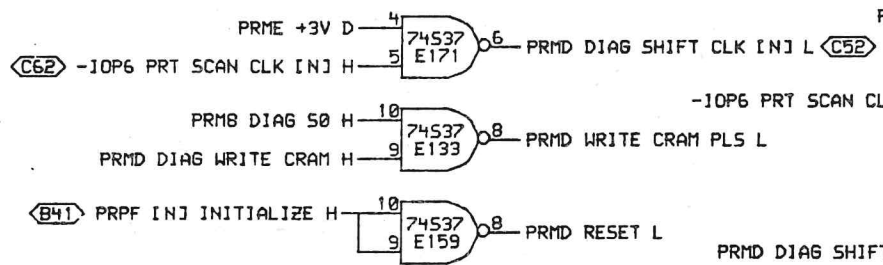 P
PRME +3V D
4
74S37
E171
6
PRMD DIAG SHIFT CLK [N] L
C52
C62
-IOP6 PRT SCAN CLK [N] H
5
-IOP6 PRT SCAN CL
PRMB DIAG S0 H
10
74S37
E133
8
PRMD WRITE CRAM PLS L
PRMD DIAG WRITE CRAM H
9
B41
PRPF [N] INITIALIZE H
10
74S37
E159
8
PRMD RESET L
9
PRMD DIAG SHIFT